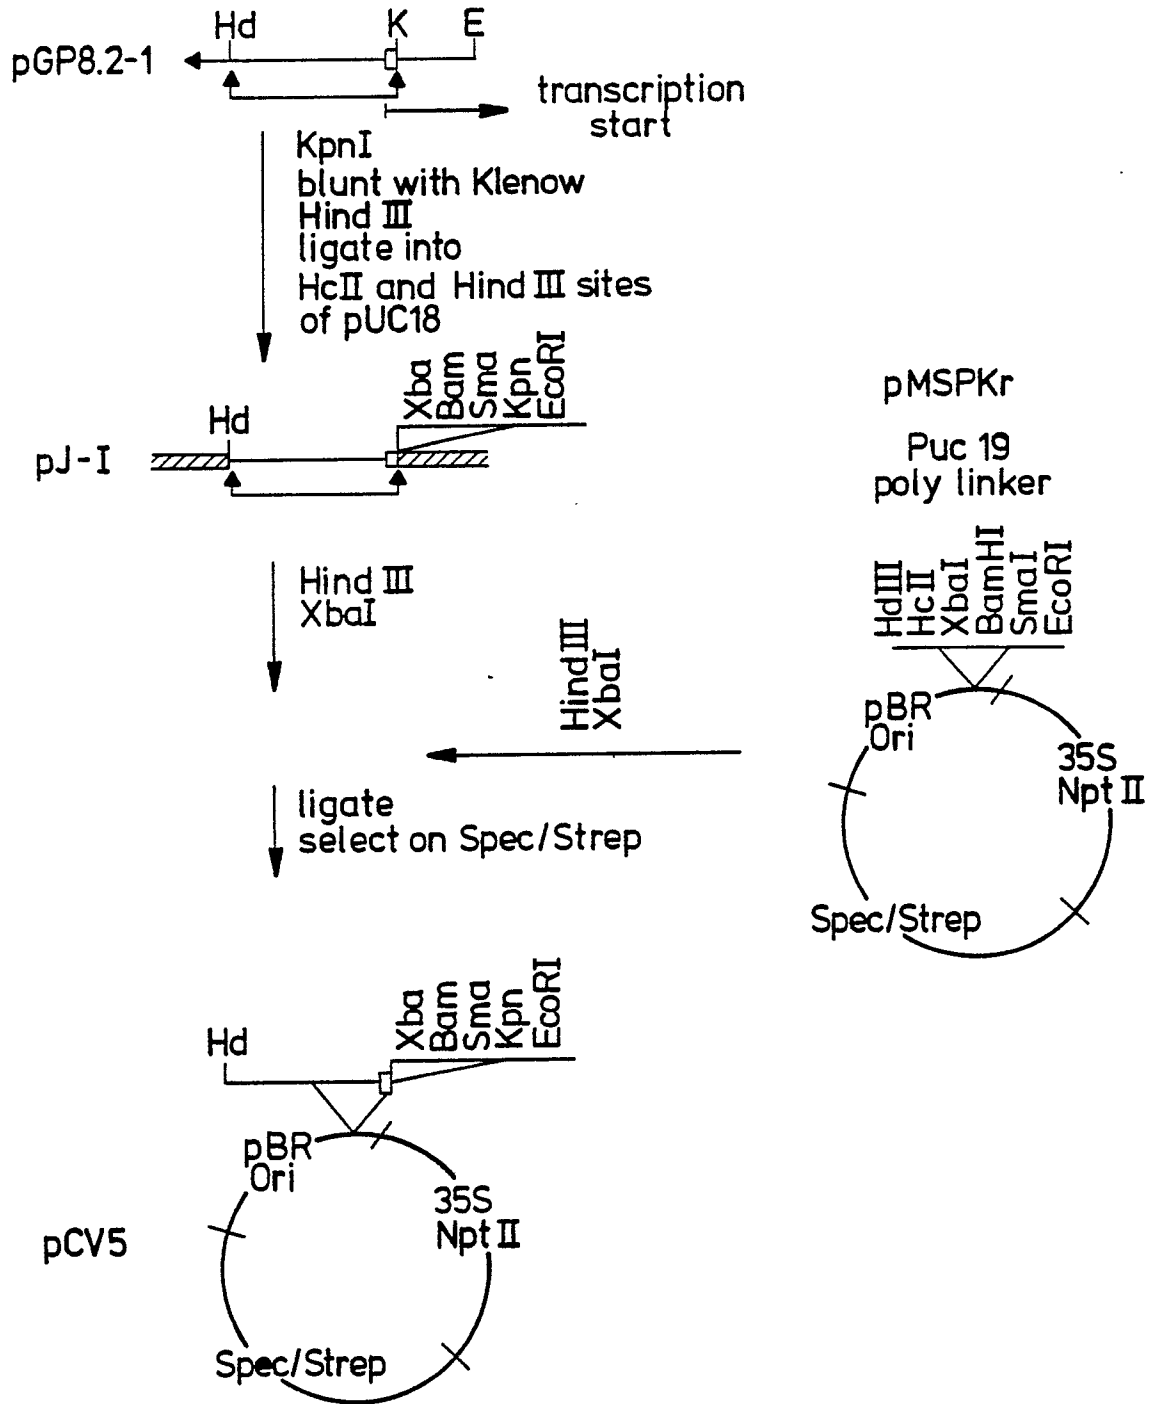 Hd K E
pGP8.2-1
transcription
start
KpnI
blunt with Klenow
Hind III
ligate into
HcII and Hind III sites
of pUC18
Xba
Bam
Sma
Kpn
EcoRI
Hd
pJ-I
pMSPKr
Puc 19
poly linker
HdIII
HcII
XbaI
BamHI
SmaI
EcoRI
Hind III
XbaI
HindIII
XbaI
pBR
Ori
35S
Npt II
Spec/Strep
ligate
select on Spec/Strep
Xba
Bam
Sma
Kpn
EcoRI
Hd
pBR
Ori
35S
Npt II
pCV5
Spec/Strep